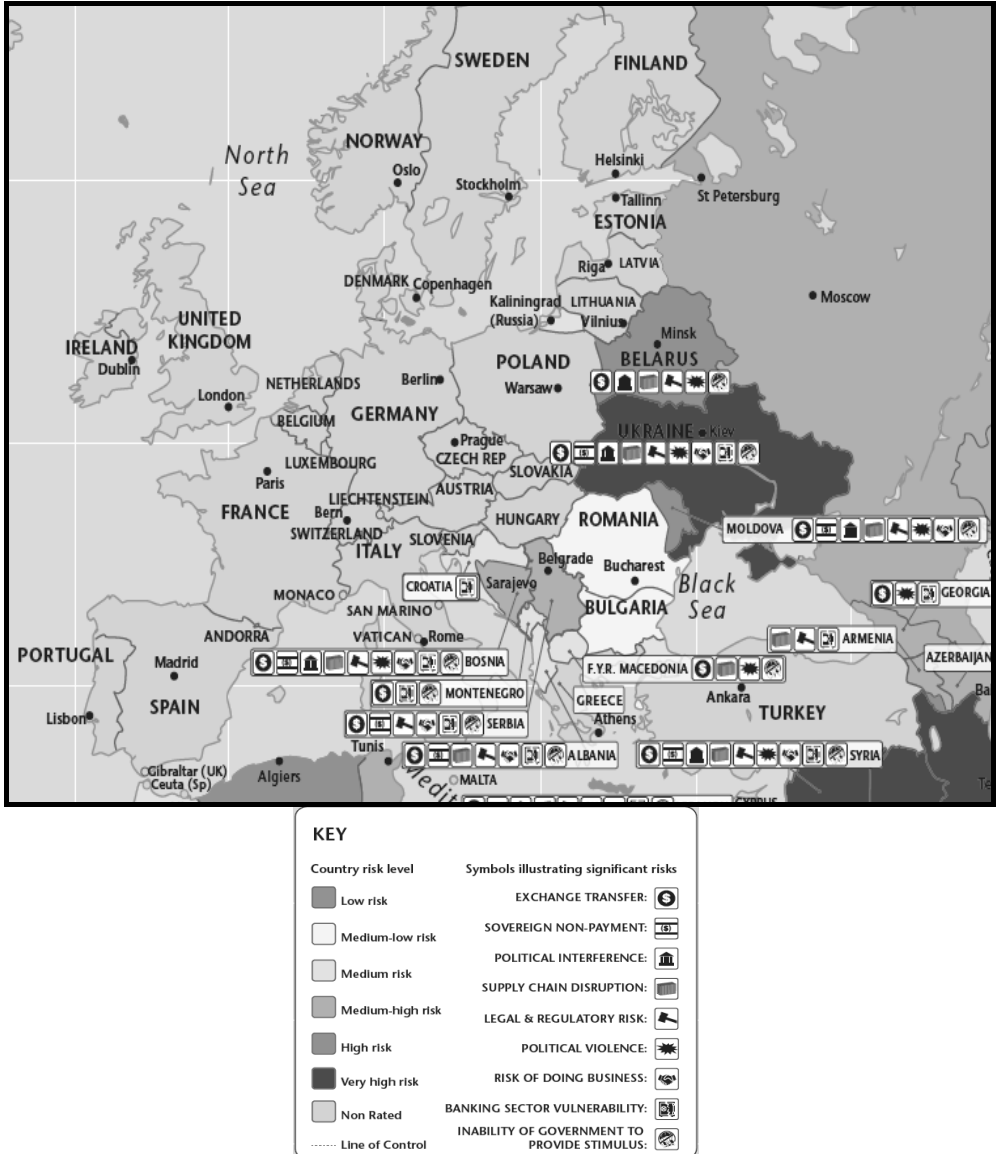 SWEDEN
FINLAND
NORWAY
North
Sea
Oslo
Helsinki
Stockholm
St Petersburg
Tallinn
ESTONIA
Riga
LATVIA
DENMARK
Copenhagen
Moscow
Kaliningrad
(Russia)
LITHUANIA
Vilnius
UNITED
KINGDOM
IRELAND
Dublin
Minsk
BELARUS
POLAND
Warsaw
Berlin
NETHERLANDS
London
GERMANY
BELGIUM
UKRAINE
Kiev
Prague
CZECH REP
LUXEMBOURG
SLOVAKIA
Paris
LIECHTENSTEIN
AUSTRIA
FRANCE
Bern
SWITZERLAND
HUNGARY
ROMANIA
MOLDOVA
ITALY
SLOVENIA
Belgrade
Bucharest
Black
Sea
CROATIA
Sarajevo
MONACO
SAN MARINO
BULGARIA
GEORGIA
ANDORRA
VATICAN
Rome
ARMENIA
PORTUGAL
Madrid
BOSNIA
F.Y.R. MACEDONIA
AZERBAIJAN
MONTENEGRO
GREECE
Ankara
Ba
SPAIN
Lisbon
SERBIA
Athens
TURKEY
Tunis
ALBANIA
SYRIA
Gibraltar (UK)
Ceuta (Sp)
Algiers
MALTA
Medit
CYPRUS
Te
KEY
Country risk level
Symbols illustrating significant risks
Low risk
EXCHANGE TRANSFER:
Medium-low risk
SOVEREIGN NON-PAYMENT:
POLITICAL INTERFERENCE:
Medium risk
SUPPLY CHAIN DISRUPTION:
Medium-high risk
LEGAL & REGULATORY RISK:
High risk
POLITICAL VIOLENCE:
Very high risk
RISK OF DOING BUSINESS:
Non Rated
BANKING SECTOR VULNERABILITY:
Line of Control
INABILITY OF GOVERNMENT TO
PROVIDE STIMULUS: